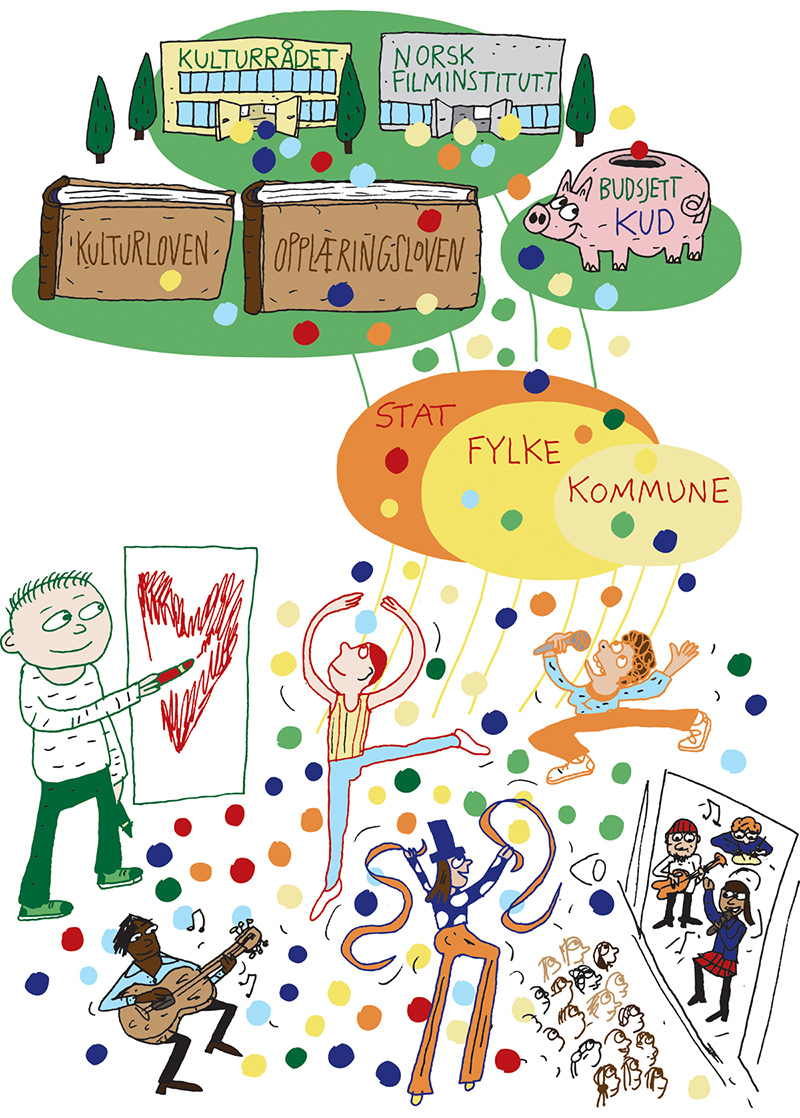 KULTURRÅDET
NORSK
FILMINSTITUTT
BUDSJETT
KUD
KULTURLOVEN
OPPLÆRINGSLOVEN
STAT
FYLKE
KOMMUNE